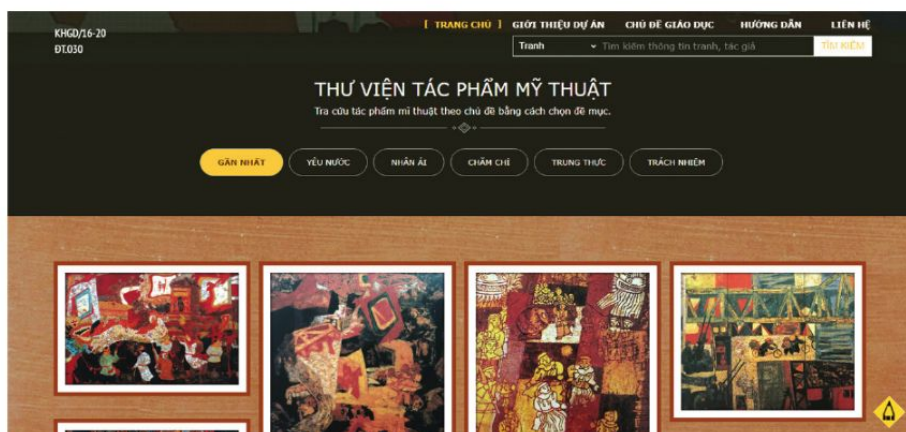 KHGD/16-20
ĐT.030
[ TRANG CHỦ ] GIỚI THIỆU DỰ ÁN CHỦ ĐỀ GIÁO DỤC HƯỚNG DẪN LIÊN HỆ
Tranh Tìm kiếm thông tin tranh, tác giả TÌM KIẾM
THƯ VIỆN TÁC PHẨM MỸ THUẬT
Tra cứu tác phẩm mĩ thuật theo chủ đề bằng cách chọn đề mục.
GẦN NHẤT YÊU NƯỚC NHÂN ÁI CHĂM CHỈ TRUNG THỰC TRÁCH NHIỆM